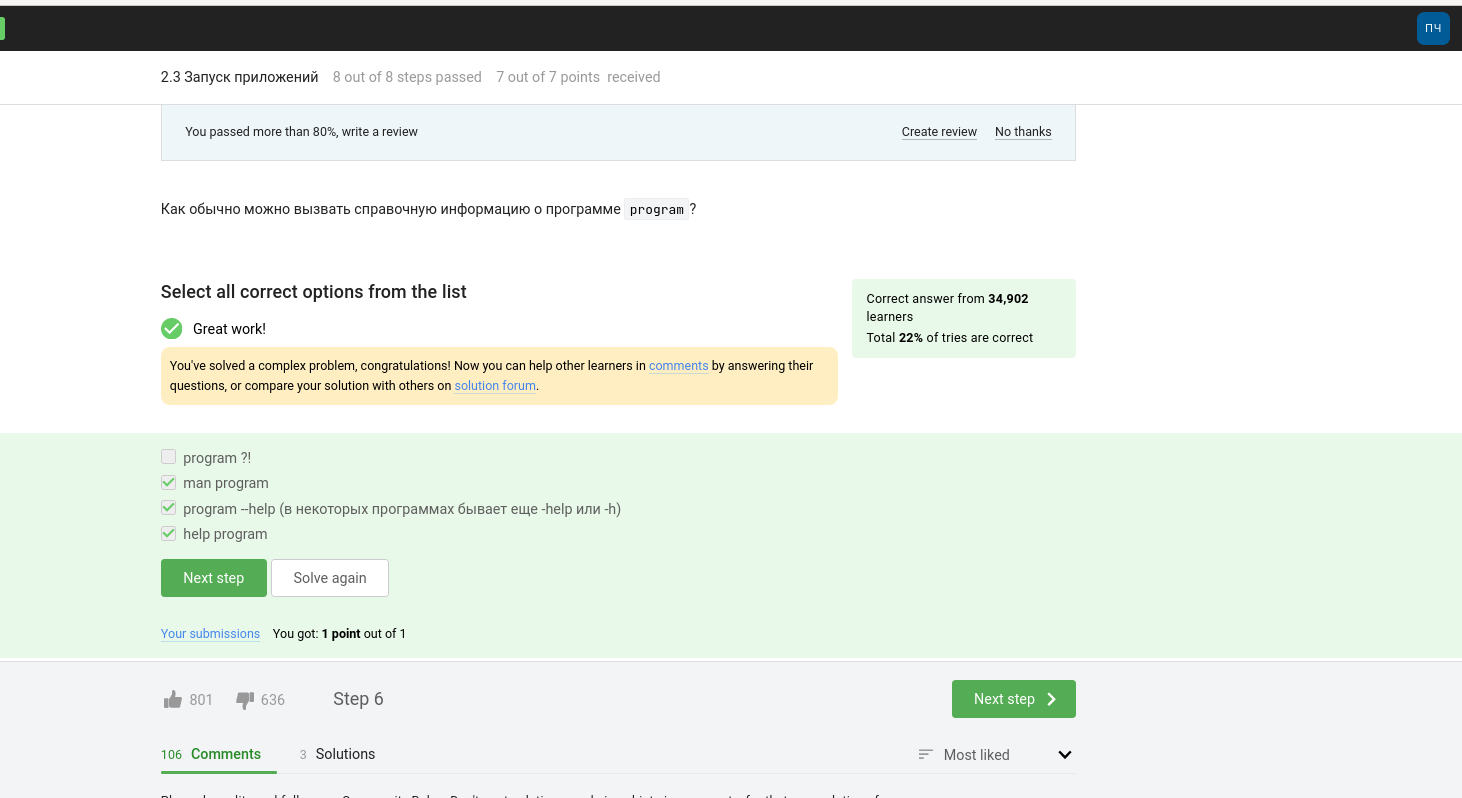 ПЧ
2.3 Запуск приложений 8 out of 8 steps passed 7 out of 7 points received
You passed more than 80%, write a review Create review No thanks
Как обычно можно вызвать справочную информацию о программе program?
Select all correct options from the list
Great work!
You've solved a complex problem, congratulations! Now you can help other learners in comments by answering their
questions, or compare your solution with others on solution forum.
Correct answer from 34,902
learners
Total 22% of tries are correct
program ?!
man program
program --help (в некоторых программах бывает еще -help или -h)
help program
Next step Solve again
Your submissions You got: 1 point out of 1
801 636 Step 6 Next step
106 Comments 3 Solutions Most liked